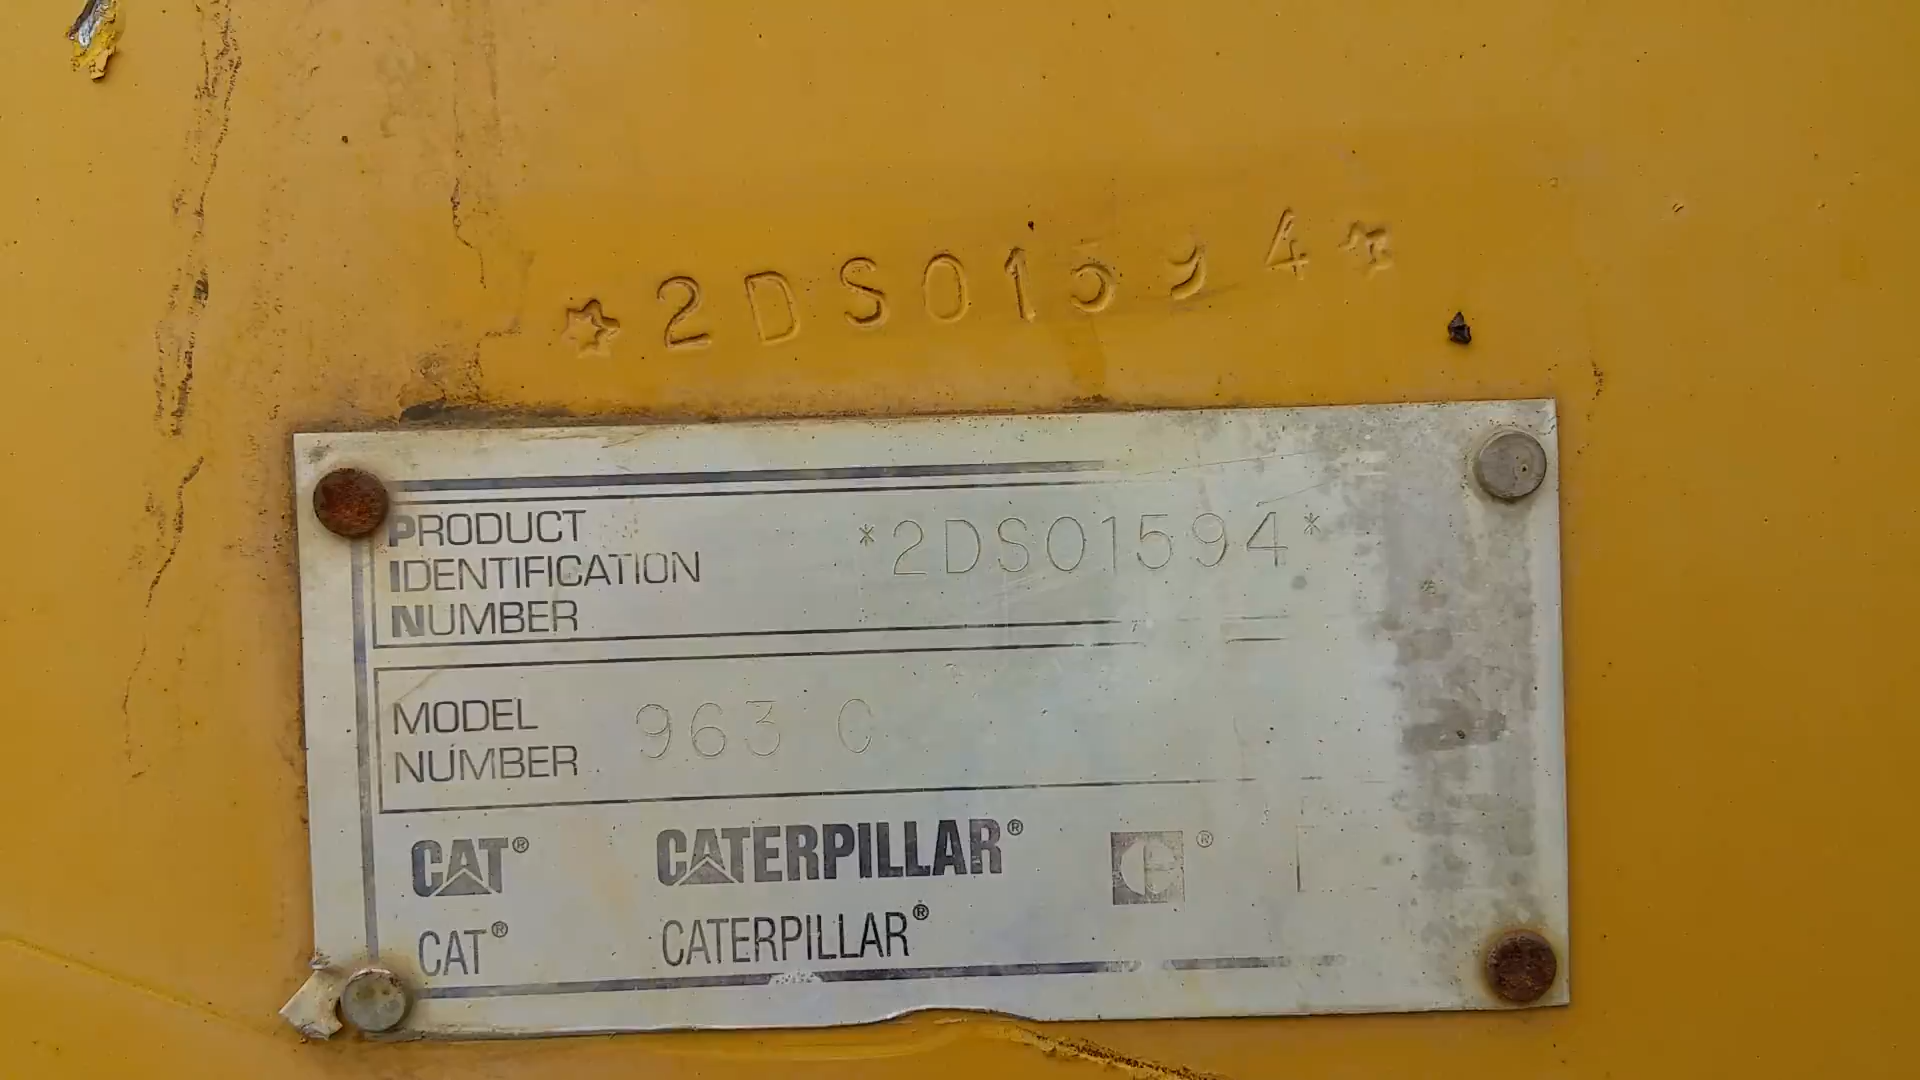 ☆2DS01594☆
PRODUCT
IDENTIFICATION
NUMBER
*2DS01594*
MODEL
NUMBER
963 C
CAT® CATERPILLAR® C®
CAT® CATERPILLAR®